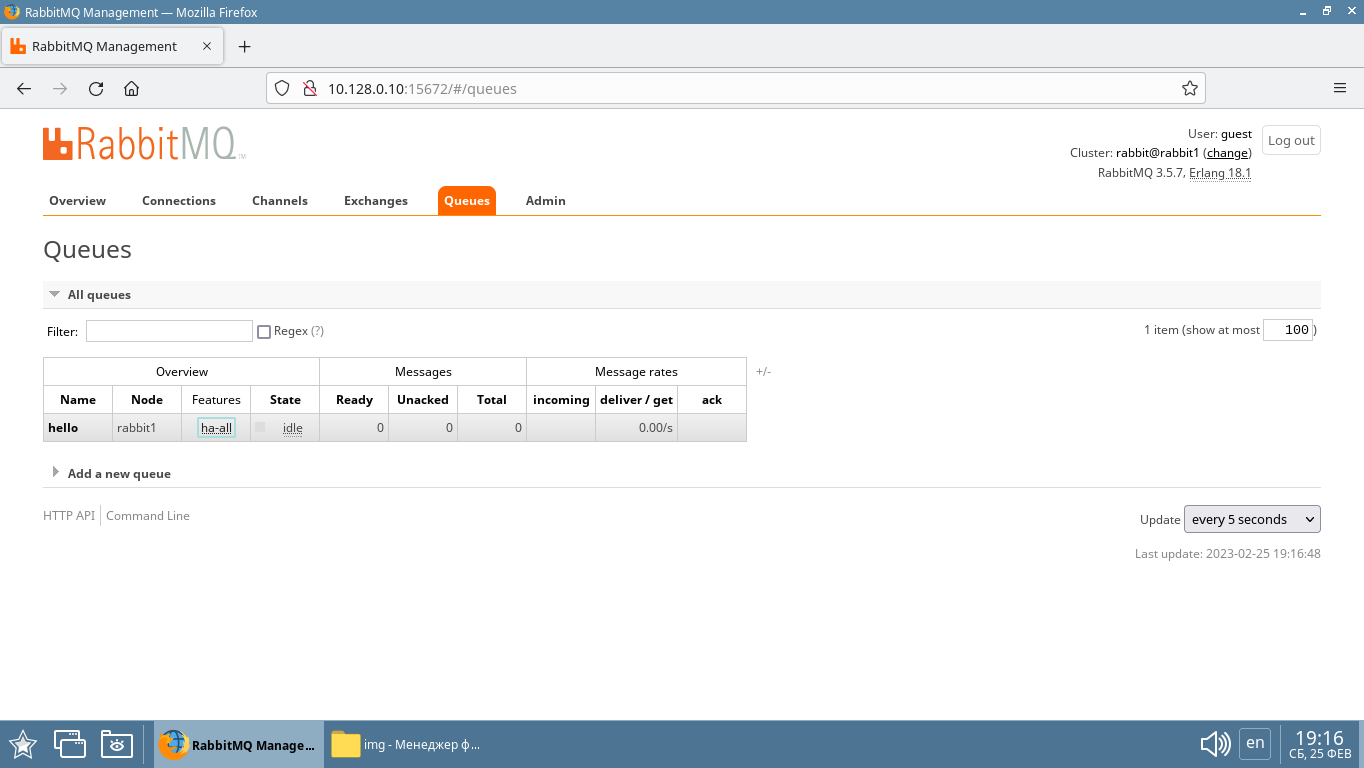 RabbitMQ Management — Mozilla Firefox
RabbitMQ Management
10.128.0.10:15672/#/queues
RabbitMQ™
User: guest
Log out
Cluster: rabbit@rabbit1 (change)
RabbitMQ 3.5.7, Erlang 18.1
Overview Connections Channels Exchanges Queues Admin
Queues
All queues
Filter: Regex (?) 1 item (show at most 100)
Overview Messages Message rates +/-
Name Node Features State Ready Unacked Total incoming deliver / get ack
hello rabbit1 ha-all idle 0 0 0 0.00/s
Add a new queue
HTTP API Command Line
Update every 5 seconds
Last update: 2023-02-25 19:16:48
RabbitMQ Manage... img - Менеджер ф... en 19:16
СБ, 25 ФЕВ